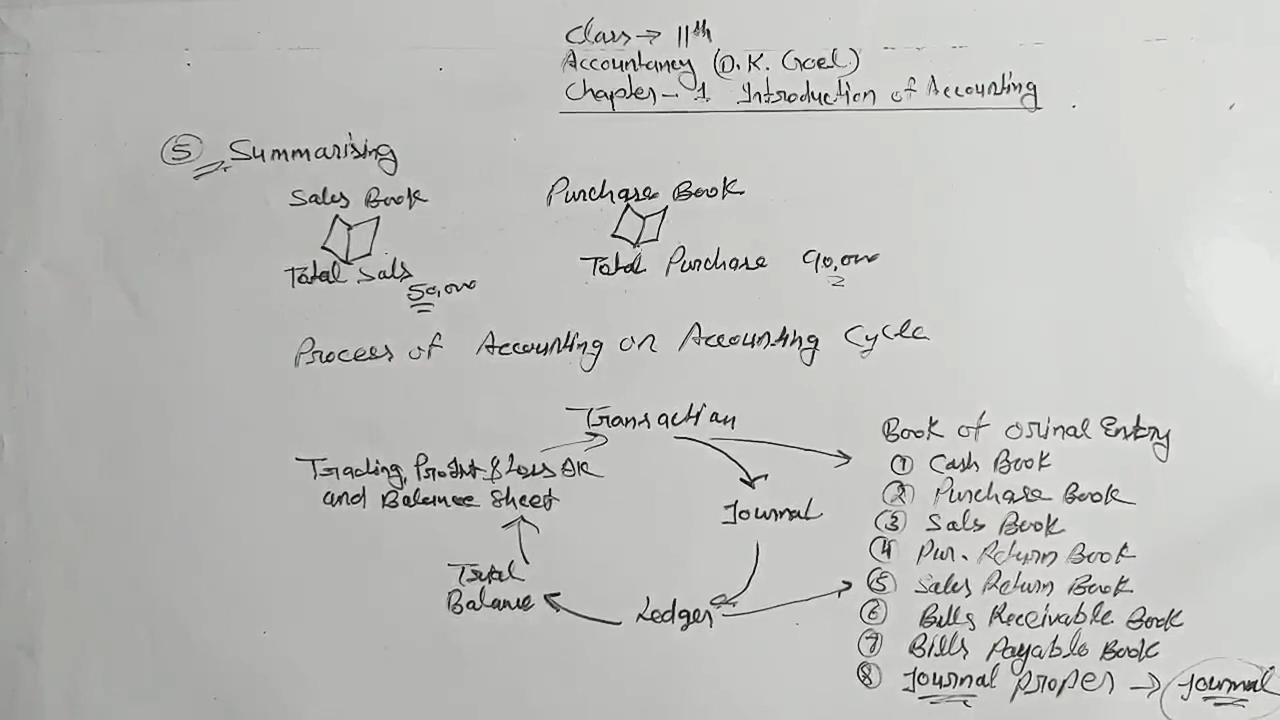 Class → 11th
Accountancy (D.K. Goel)
Chapter - 1 Introduction of Accounting
5 Summarising
Sales Book
Total Sals
50,000
Purchase Book
Total Purchase 90,000
Process of Accounting or Accounting Cycle
Transaction
Journal
Ledger
Trial
Balance
Trading, Profit & Loss A/c
and Balance Sheet
Book of Orinal Entry
1 Cash Book
2 Purchase Book
3 Sals Book
4 Pur. Return Book
5 Sales Return Book
6 Bills Receivable Book
7 Bills Payable Book
8 Journal proper → Journal